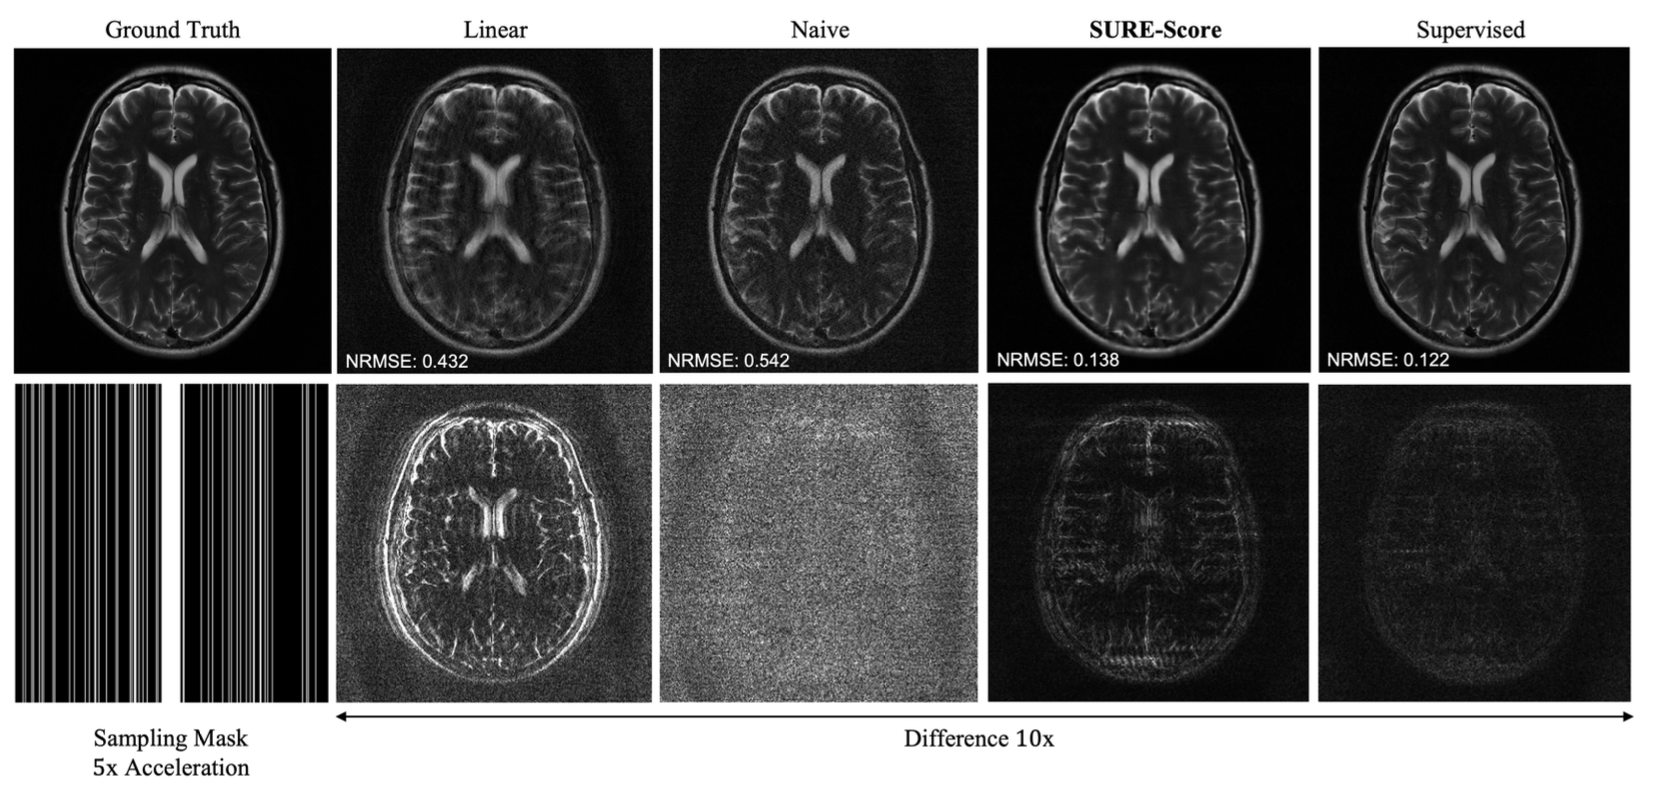 Ground Truth
Linear
Naive
SURE-Score
Supervised
NRMSE: 0.432
NRMSE: 0.542
NRMSE: 0.138
NRMSE: 0.122
Sampling Mask
5x Acceleration
Difference 10x